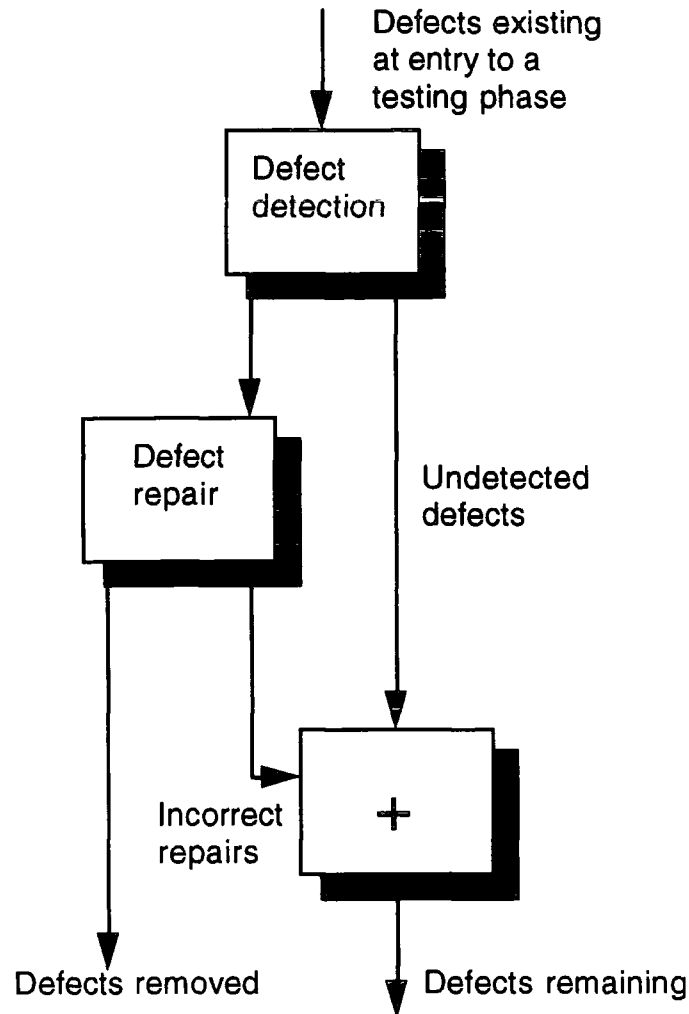 Defects existing
at entry to a
testing phase
Defect
detection
Defect
repair
Undetected
defects
+
Incorrect
repairs
Defects removed
Defects remaining